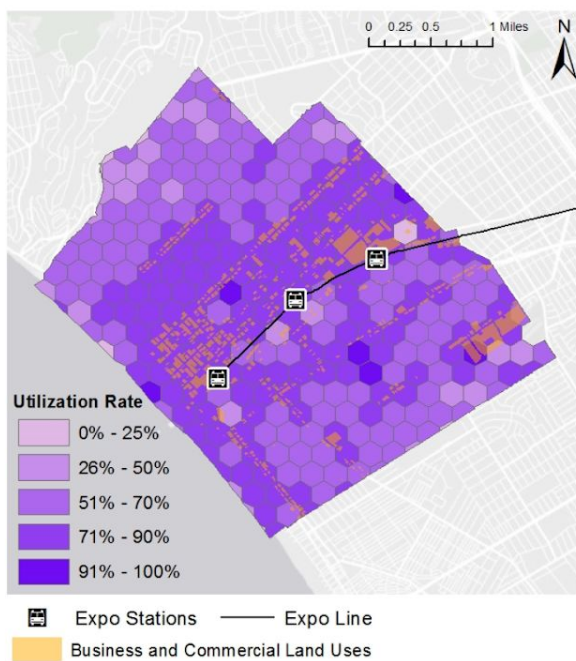 0 0.25 0.5 1 Miles
N
Utilization Rate
0% - 25%
26% - 50%
51% - 70%
71% - 90%
91% - 100%
Expo Stations Expo Line
Business and Commercial Land Uses